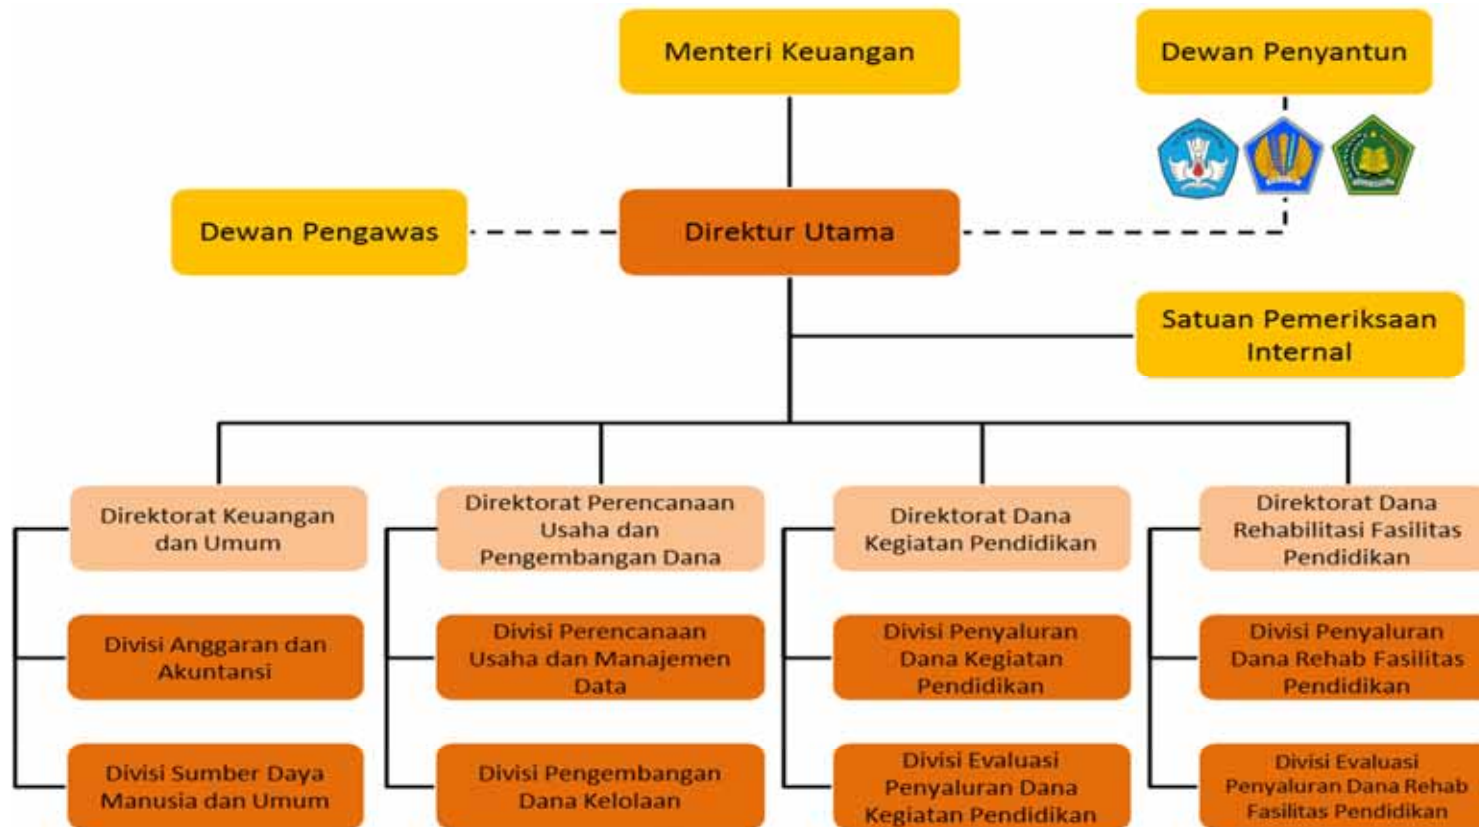 Menteri Keuangan
Dewan Penyantun
Dewan Pengawas
Direktur Utama
Satuan Pemeriksaan
Internal
Direktorat Keuangan
dan Umum
Direktorat Perencanaan
Usaha dan
Pengembangan Dana
Direktorat Dana
Kegiatan Pendidikan
Direktorat Dana
Rehabilitasi Fasilitas
Pendidikan
Divisi Anggaran dan
Akuntansi
Divisi Perencanaan
Usaha dan Manajemen
Data
Divisi Penyaluran
Dana Kegiatan
Pendidikan
Divisi Penyaluran
Dana Rehab Fasilitas
Pendidikan
Divisi Sumber Daya
Manusia dan Umum
Divisi Pengembangan
Dana Kelolaan
Divisi Evaluasi
Penyaluran Dana
Kegiatan Pendidikan
Divisi Evaluasi
Penyaluran Dana Rehab
Fasilitas Pendidikan